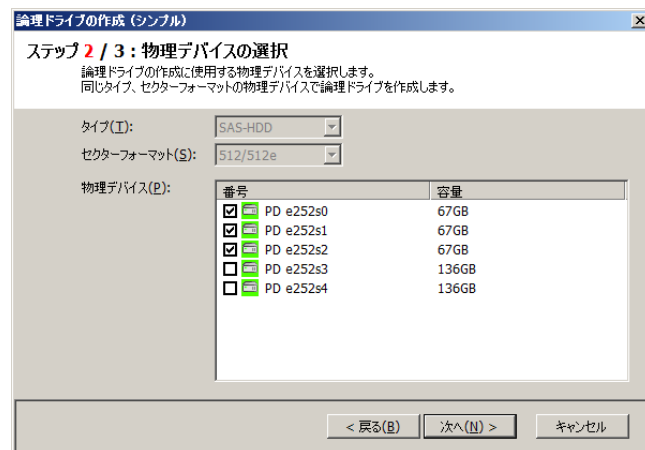 論理ドライブの作成 (シンプル)
ステップ 2 / 3 : 物理デバイスの選択
論理ドライブの作成に使用する物理デバイスを選択します。
同じタイプ、セクターフォーマットの物理デバイスで論理ドライブを作成します。
タイプ(T): SAS-HDD
セクターフォーマット(S): 512/512e
物理デバイス(P):
番号 容量
PD e252s0 67GB
PD e252s1 67GB
PD e252s2 67GB
PD e252s3 136GB
PD e252s4 136GB
< 戻る(B) 次へ(N) > キャンセル